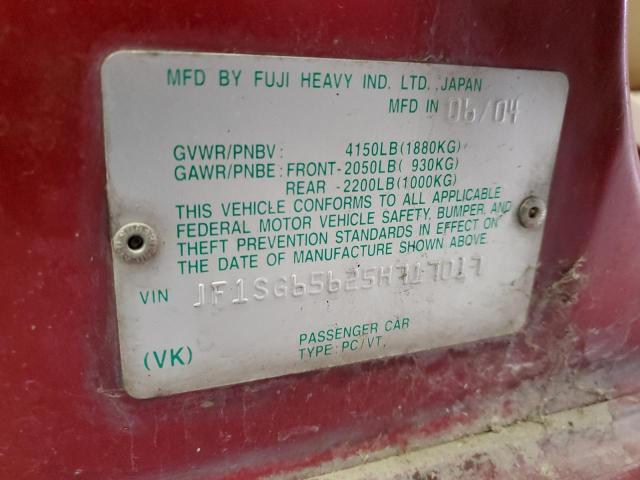 MFD BY FUJI HEAVY IND. LTD., JAPAN
MFD IN 06/04
GVWR/PNBV: 4150LB(1880KG)
GAWR/PNBE: FRONT-2050LB( 930KG)
REAR -2200LB(1000KG)
THIS VEHICLE CONFORMS TO ALL APPLICABLE
FEDERAL MOTOR VEHICLE SAFETY, BUMPER, AND
THEFT PREVENTION STANDARDS IN EFFECT ON
THE DATE OF MANUFACTURE SHOWN ABOVE.
VIN JF1SG65625H717017
PASSENGER CAR
(VK) TYPE: PC/VT